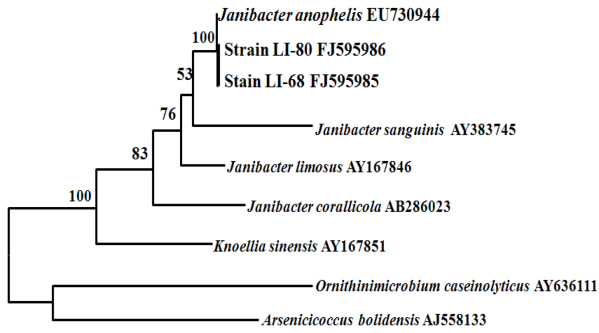 Janibacter anophelis EU730944
100
Strain LI-80 FJ595986
53
Stain LI-68 FJ595985
76
Janibacter sanguinis AY383745
83
Janibacter limosus AY167846
100
Janibacter corallicola AB286023
Knoellia sinensis AY167851
Ornithinimicrobium caseinolyticus AY636111
Arsenicicoccus bolidensis AJ558133